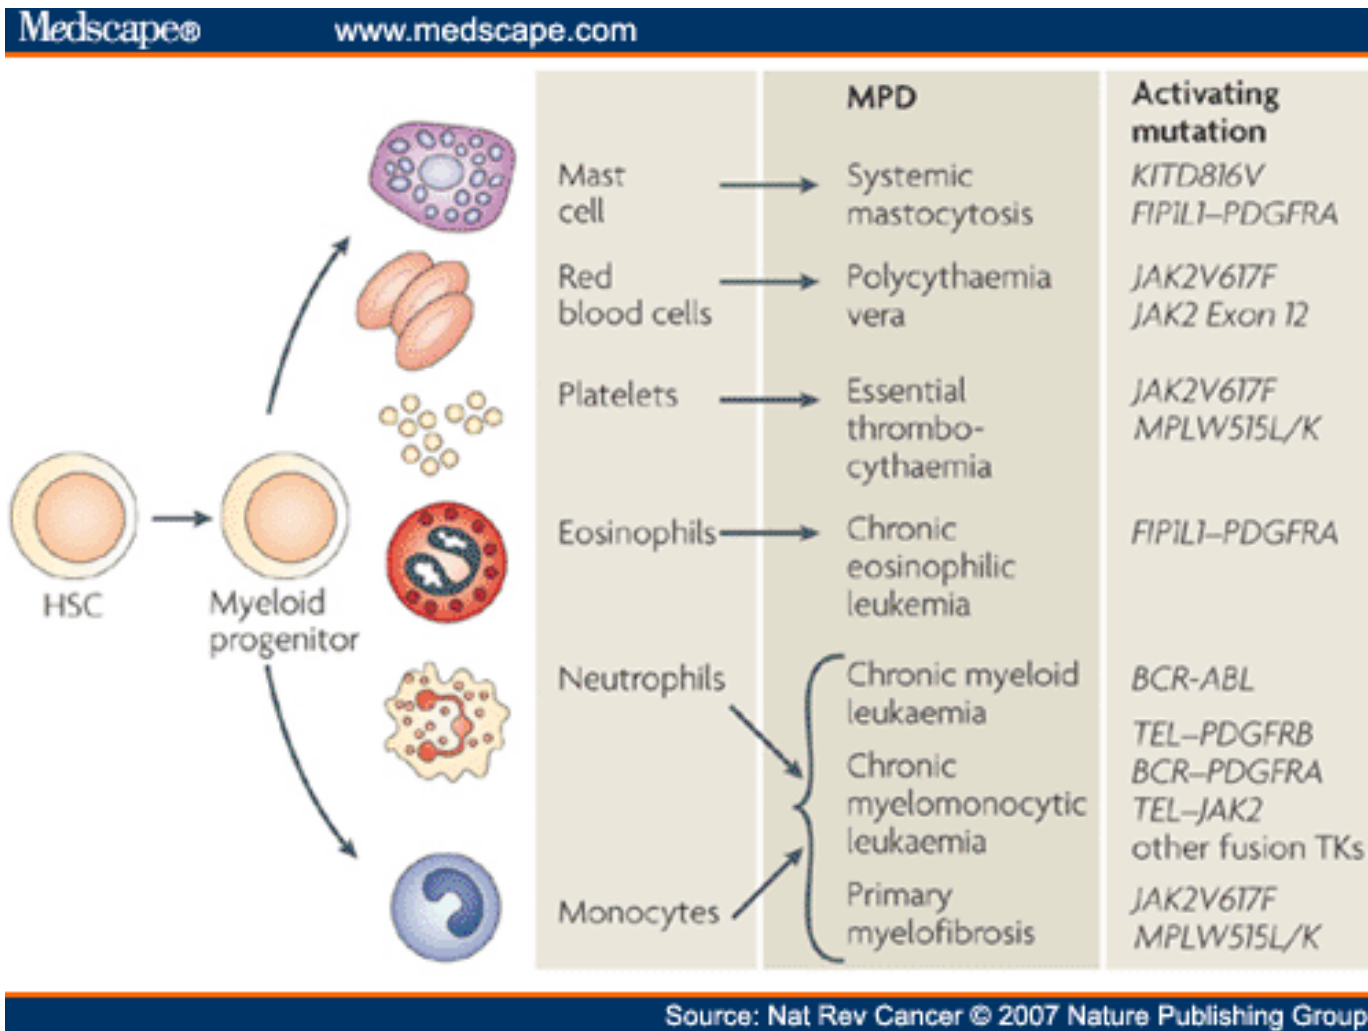 Medscape® www.medscape.com
MPD
Activating
mutation
Mast
cell
Systemic
mastocytosis
KITD816V
FIP1L1–PDGFRA
Red
blood cells
Polycythaemia
vera
JAK2V617F
JAK2 Exon 12
Platelets
Essential
thrombo-
cythaemia
JAK2V617F
MPLW515L/K
Eosinophils
Chronic
eosinophilic
leukemia
FIP1L1–PDGFRA
HSC
Myeloid
progenitor
Neutrophils
Chronic myeloid
leukaemia
BCR-ABL
Chronic
myelomonocytic
leukaemia
TEL–PDGFRB
BCR–PDGFRA
TEL–JAK2
other fusion TKs
Monocytes
Primary
myelofibrosis
JAK2V617F
MPLW515L/K
Source: Nat Rev Cancer © 2007 Nature Publishing Group